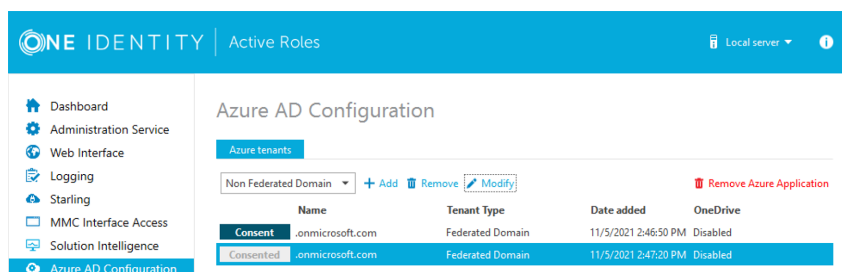 ONE IDENTITY Active Roles Local server
Dashboard
Administration Service
Web Interface
Logging
Starling
MMC Interface Access
Solution Intelligence
Azure AD Configuration
Azure AD Configuration
Azure tenants
Non Federated Domain Add Remove Modify Remove Azure Application
Name Tenant Type Date added OneDrive
Consent .onmicrosoft.com Federated Domain 11/5/2021 2:46:50 PM Disabled
Consented .onmicrosoft.com Federated Domain 11/5/2021 2:47:20 PM Disabled